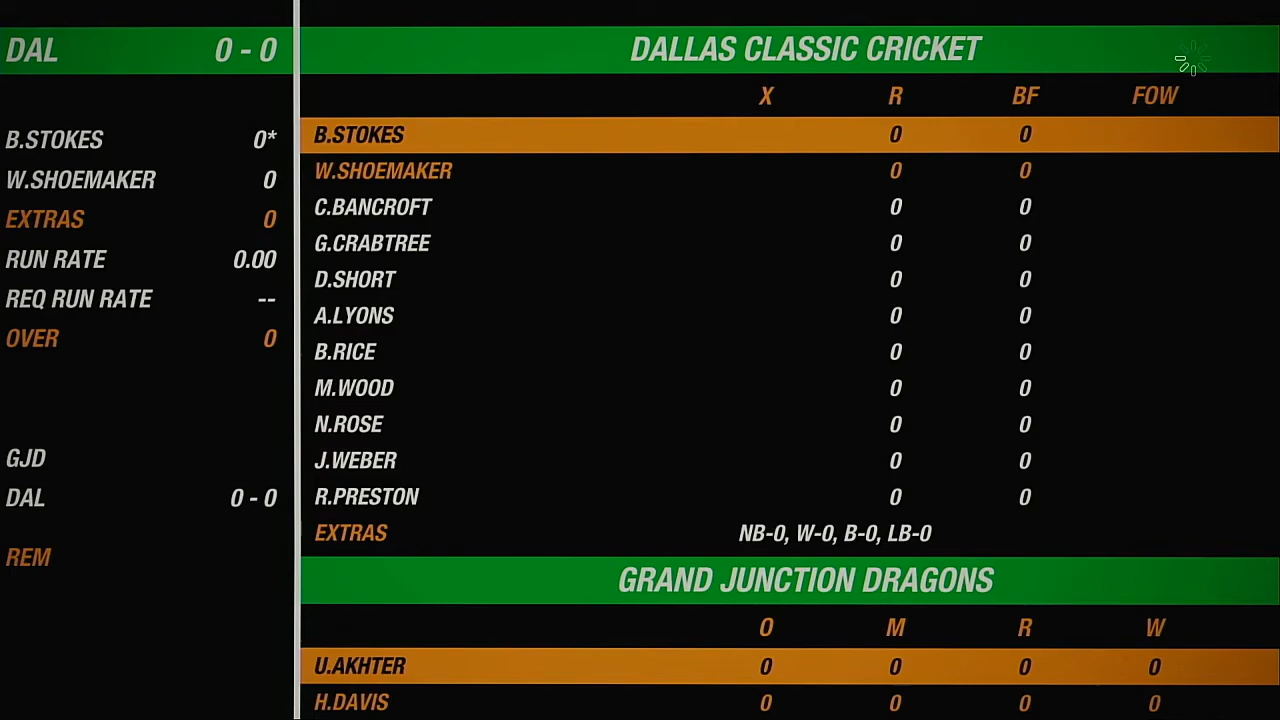 DAL 0 - 0
B.STOKES 0*
W.SHOEMAKER 0
EXTRAS 0
RUN RATE 0.00
REQ RUN RATE --
OVER 0
GJD
DAL 0 - 0
REM
DALLAS CLASSIC CRICKET
X R BF FOW
B.STOKES 0 0
W.SHOEMAKER 0 0
C.BANCROFT 0 0
G.CRABTREE 0 0
D.SHORT 0 0
A.LYONS 0 0
B.RICE 0 0
M.WOOD 0 0
N.ROSE 0 0
J.WEBER 0 0
R.PRESTON 0 0
EXTRAS NB-0, W-0, B-0, LB-0
GRAND JUNCTION DRAGONS
O M R W
U.AKHTER 0 0 0 0
H.DAVIS 0 0 0 0